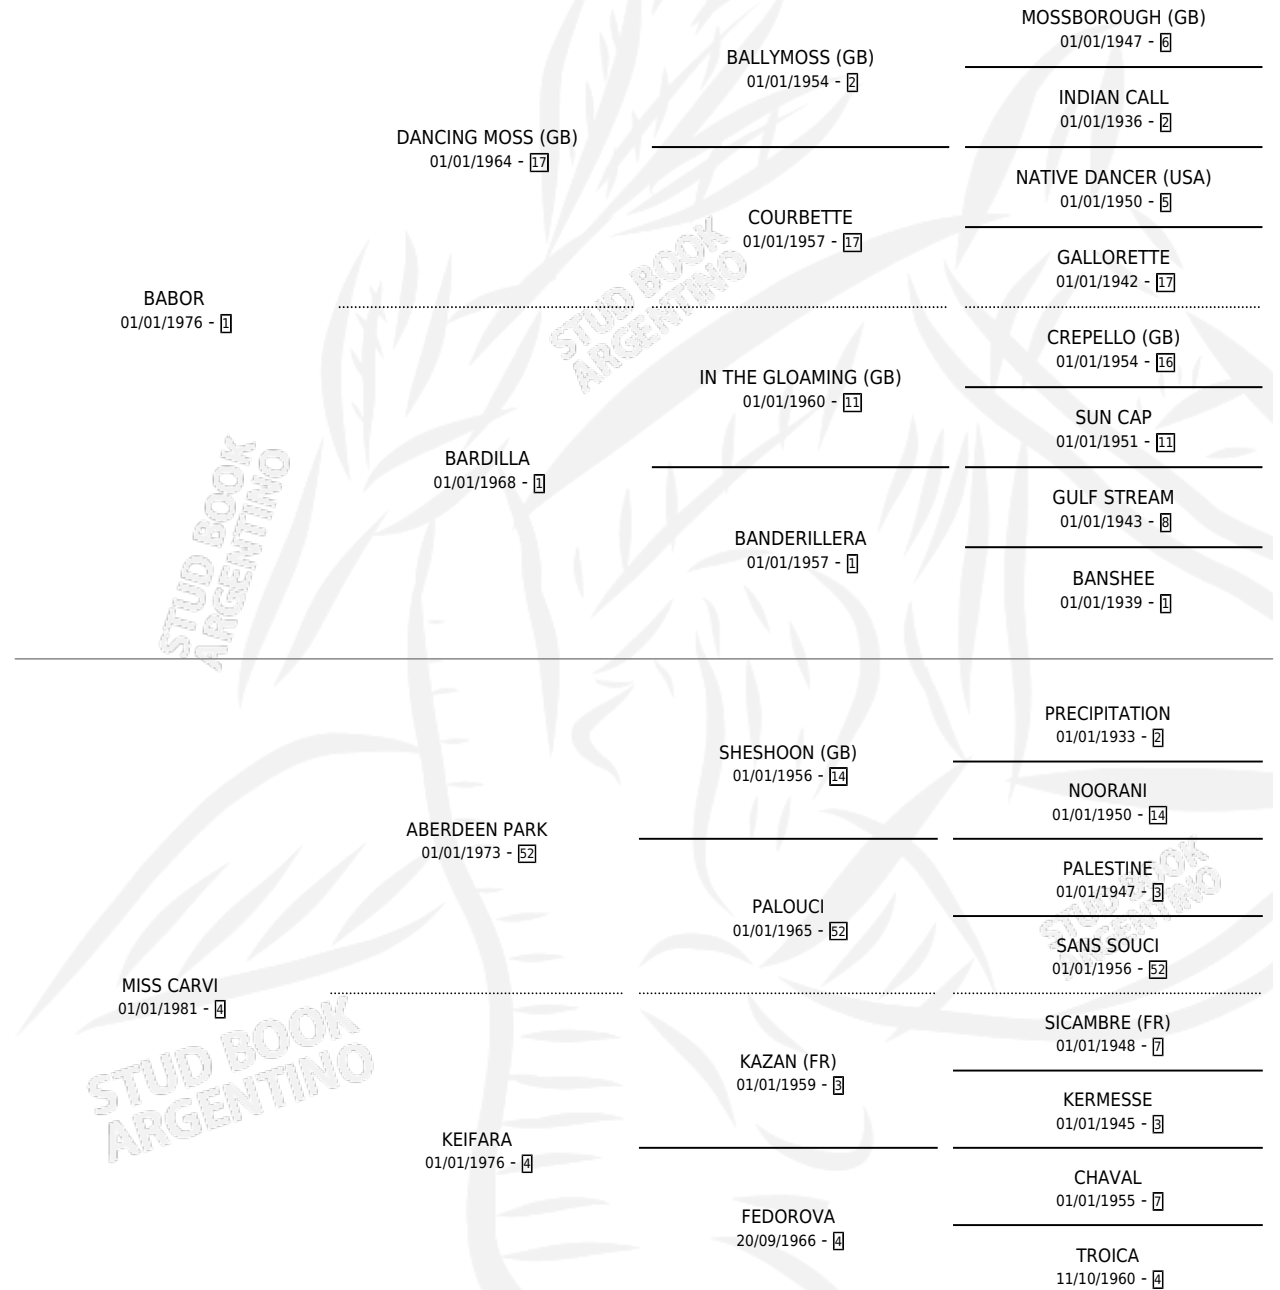 MOSSBOROUGH (GB)
01/01/1947 - 6
BALLYMOSS (GB)
01/01/1954 - 2
INDIAN CALL
01/01/1936 - 2
DANCING MOSS (GB)
01/01/1964 - 17
NATIVE DANCER (USA)
01/01/1950 - 5
COURBETTE
01/01/1957 - 17
GALLORETTE
01/01/1942 - 17
BABOR
01/01/1976 - 1
CREPELLO (GB)
01/01/1954 - 16
IN THE GLOAMING (GB)
01/01/1960 - 11
SUN CAP
01/01/1951 - 11
BARDILLA
01/01/1968 - 1
GULF STREAM
01/01/1943 - 8
BANDERILLERA
01/01/1957 - 1
BANSHEE
01/01/1939 - 1
PRECIPITATION
01/01/1933 - 2
SHESHOON (GB)
01/01/1956 - 14
NOORANI
01/01/1950 - 14
ABERDEEN PARK
01/01/1973 - 52
PALESTINE
01/01/1947 - 3
PALOUCI
01/01/1965 - 52
SANS SOUCI
01/01/1956 - 52
MISS CARVI
01/01/1981 - 4
SICAMBRE (FR)
01/01/1948 - 7
KAZAN (FR)
01/01/1959 - 3
KERMESSE
01/01/1945 - 3
KEIFARA
01/01/1976 - 4
CHAVAL
01/01/1955 - 7
FEDOROVA
20/09/1966 - 4
TROICA
11/10/1960 - 4
STUD BOOK
ARGENTINO
STUD BOOK
ARGENTINO
STUD BOOK
ARGENTINO
STUD BOOK
ARGENTINO